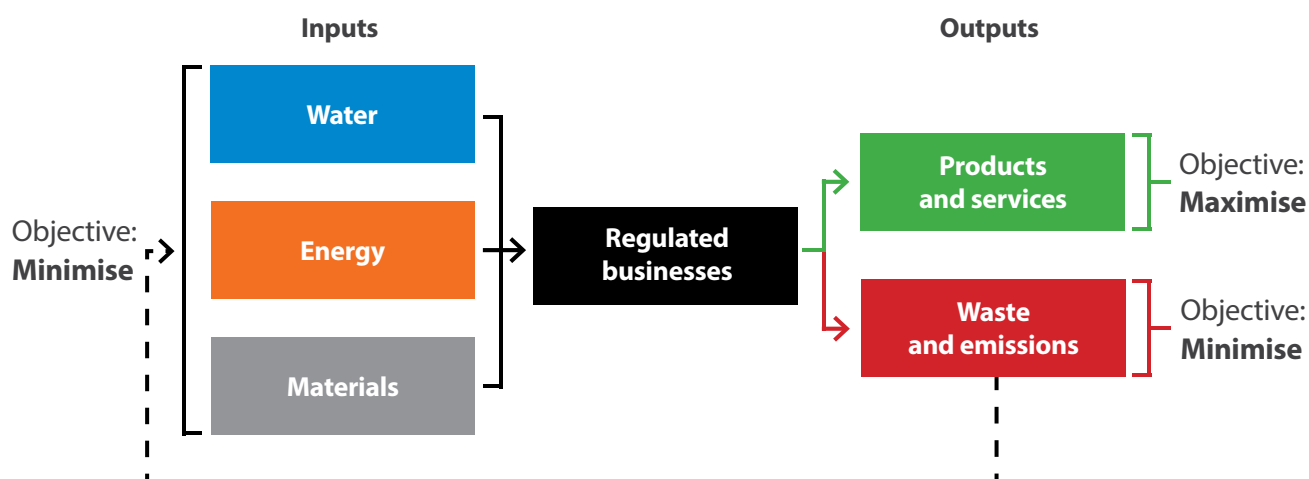 Inputs
Outputs
Water
Energy
Materials
Objective:
Minimise
Regulated
businesses
Products
and services
Objective:
Maximise
Waste
and emissions
Objective:
Minimise